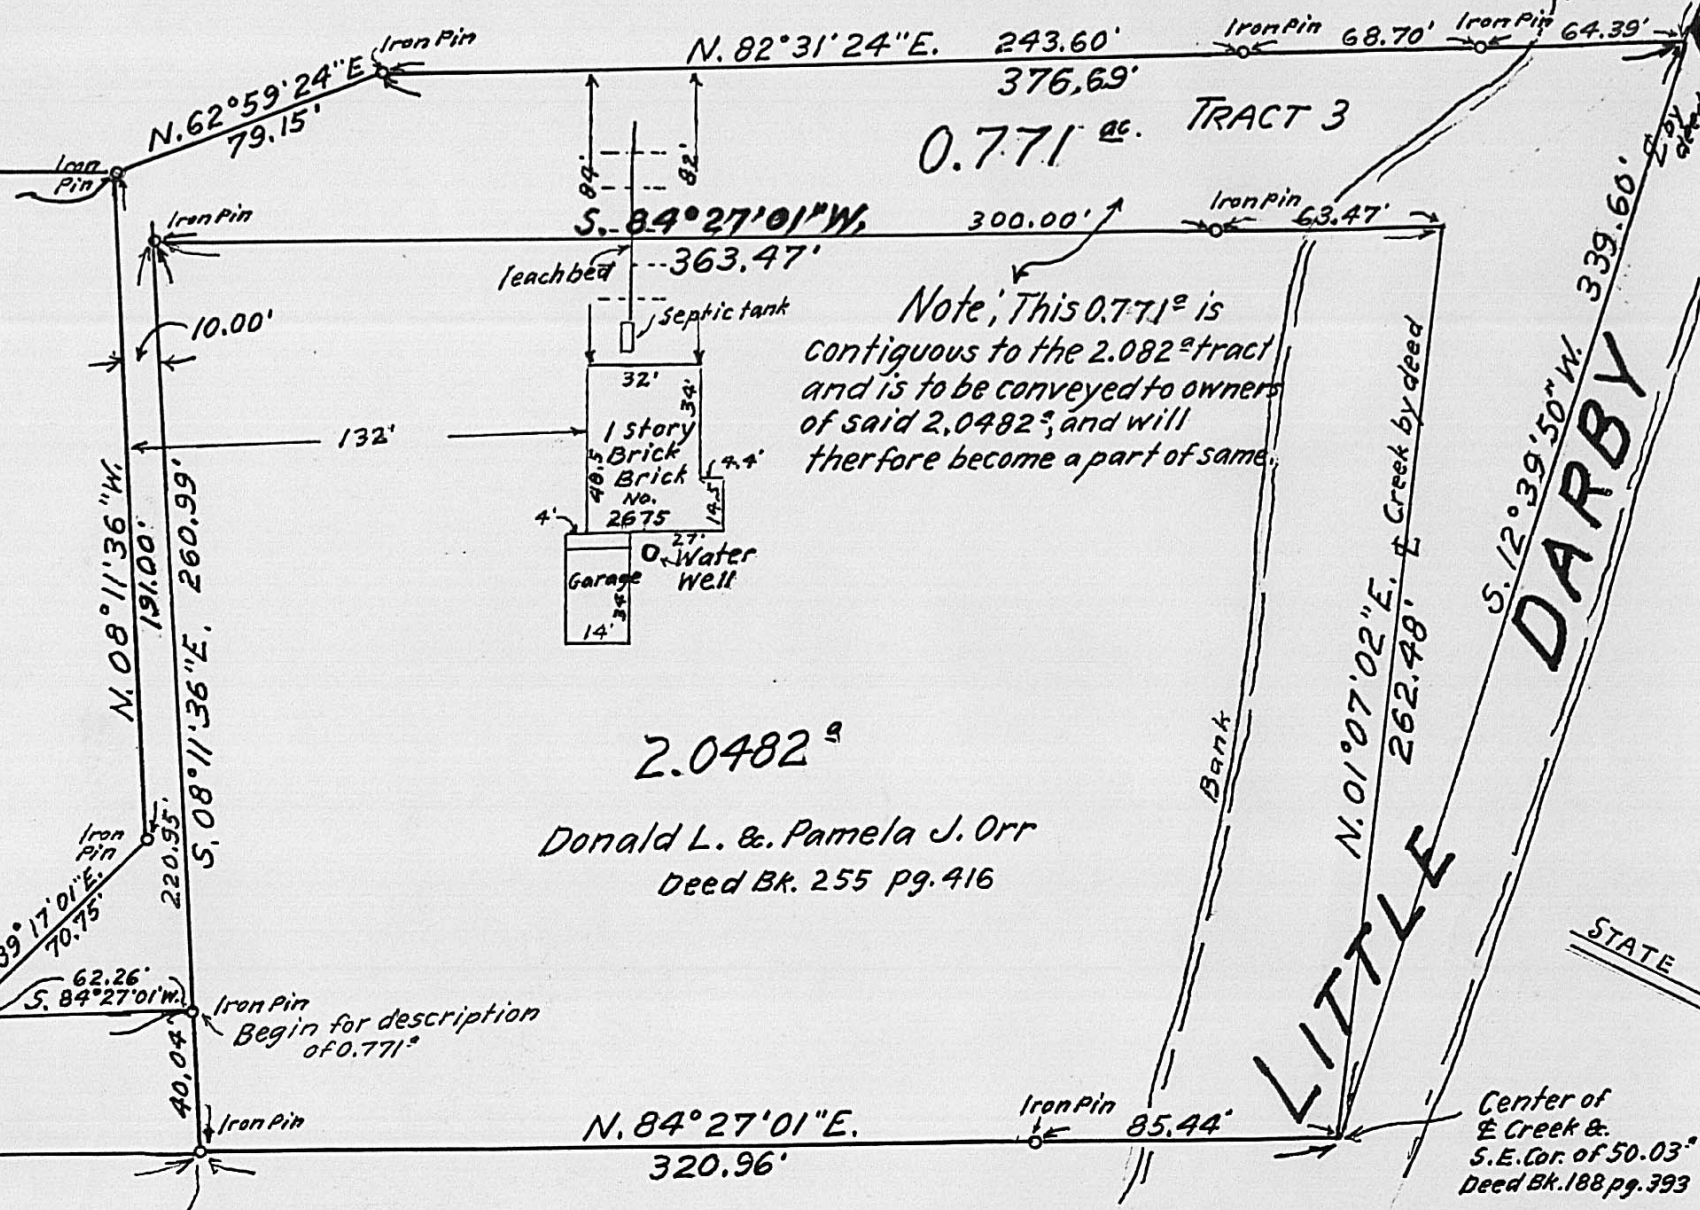 Iron Pin
N. 82°31'24"E. 243.60'
376.69'
Iron Pin
68.70'
Iron Pin
64.39'
N. 62°59'24"E
79.15'
TRACT 3
0.771 ac.
Iron
Pin
84'
82'
by
deed
Iron Pin
S. 84°27'01"W.
363.47'
300.00'
Iron Pin
63.47'
leach bed
Septic tank
10.00'
132'
Note; This 0.771ª is
contiguous to the 2.082ª tract
and is to be conveyed to owners
of said 2.0482ª, and will
therfore become a part of same.
32'
34'
1 story
Brick
Brick
No.
2675
48.5
4.4'
14.5
4'
27'
Water
Well
Garage
34'
14'
N. 08°11'36"W.
191.00'
S. 08°11'36"E. 260.99'
220.95'
2.0482 ª
Donald L. &. Pamela J. Orr
Deed Bk. 255 pg. 416
Bank
N. 01°07'02"E. ℄ Creek by deed
262.48'
S. 12°39'50"W. 339.60'
LITTLE DARBY
STATE
Iron
Pin
39°17'01"E.
70.75'
62.26'
S. 84°27'01"W.
Iron Pin
Begin for description
of 0.771ª
40.04'
Iron Pin
N. 84°27'01"E.
320.96'
Iron Pin
85.44'
Center of
℄ Creek &.
S.E. Cor. of 50.03ª
Deed Bk. 188 pg. 393